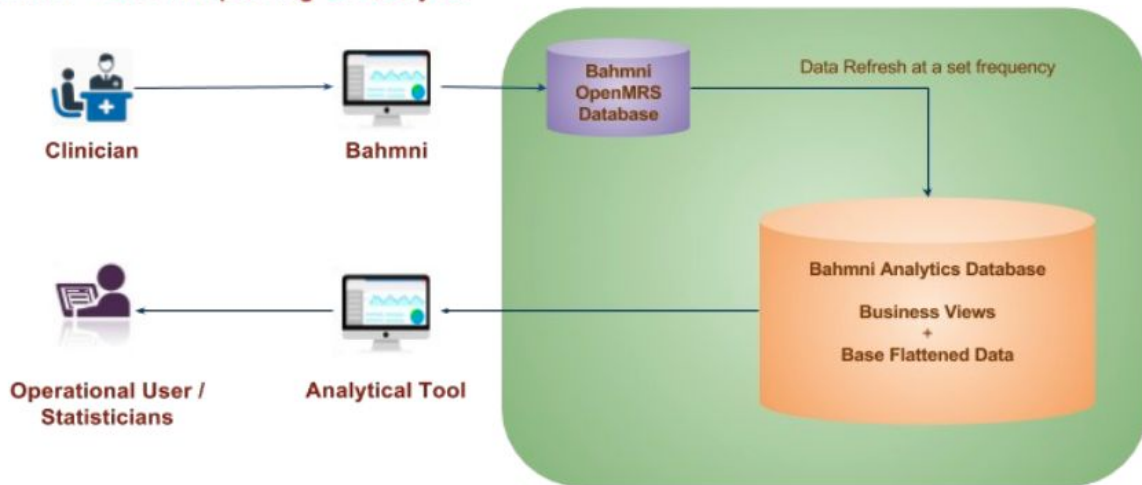 Clinician
Bahmni
Bahmni
OpenMRS
Database
Data Refresh at a set frequency
Bahmni Analytics Database
Business Views
+
Base Flattened Data
Operational User /
Statisticians
Analytical Tool